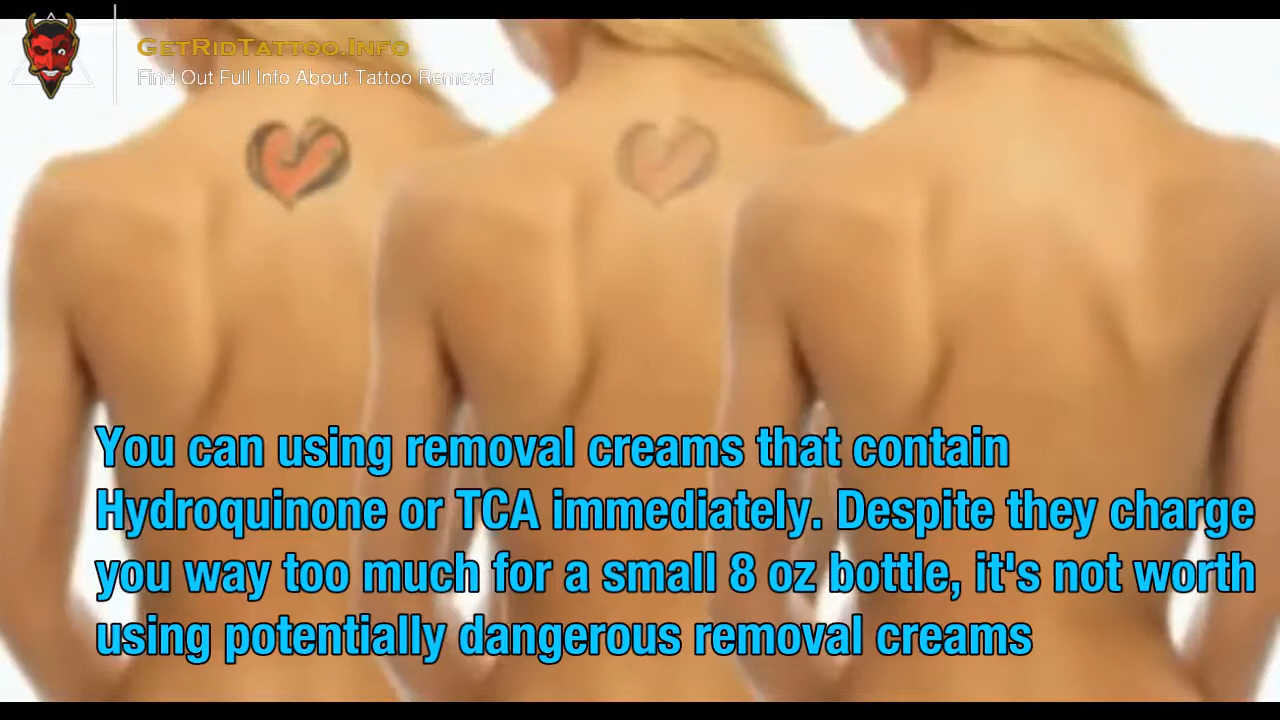 GetRidTattoo.Info
Find Out Full Info About Tattoo Removal
You can using removal creams that contain
Hydroquinone or TCA immediately. Despite they charge
you way too much for a small 8 oz bottle, it's not worth
using potentially dangerous removal creams